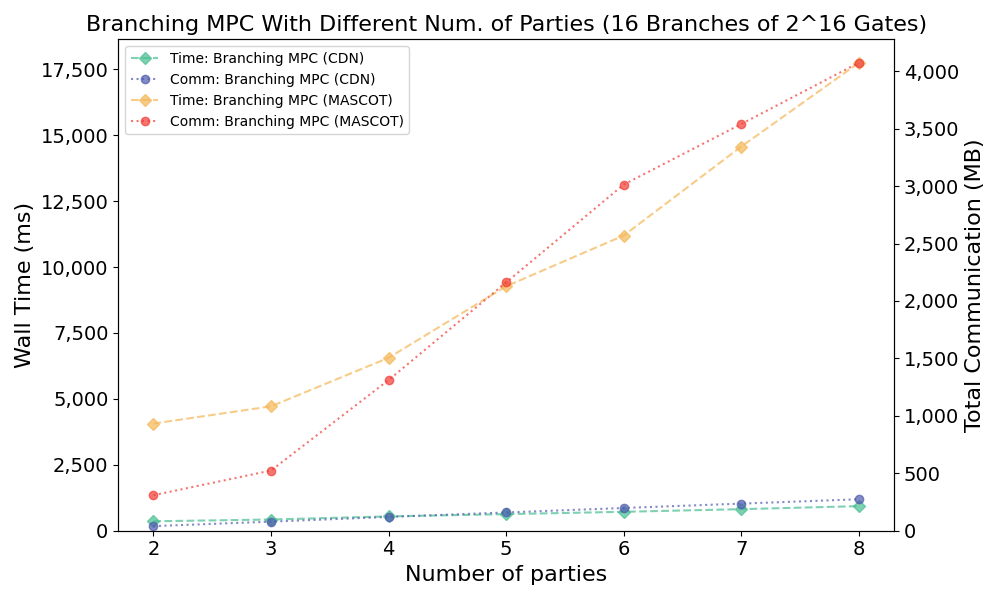 Branching MPC With Different Num. of Parties (16 Branches of 2^16 Gates)
Time: Branching MPC (CDN)
Comm: Branching MPC (CDN)
Time: Branching MPC (MASCOT)
Comm: Branching MPC (MASCOT)
Wall Time (ms)
17,500
15,000
12,500
10,000
7,500
5,000
2,500
0
4,000
3,500
3,000
2,500
2,000
1,500
1,000
500
0
Total Communication (MB)
2 3 4 5 6 7 8
Number of parties